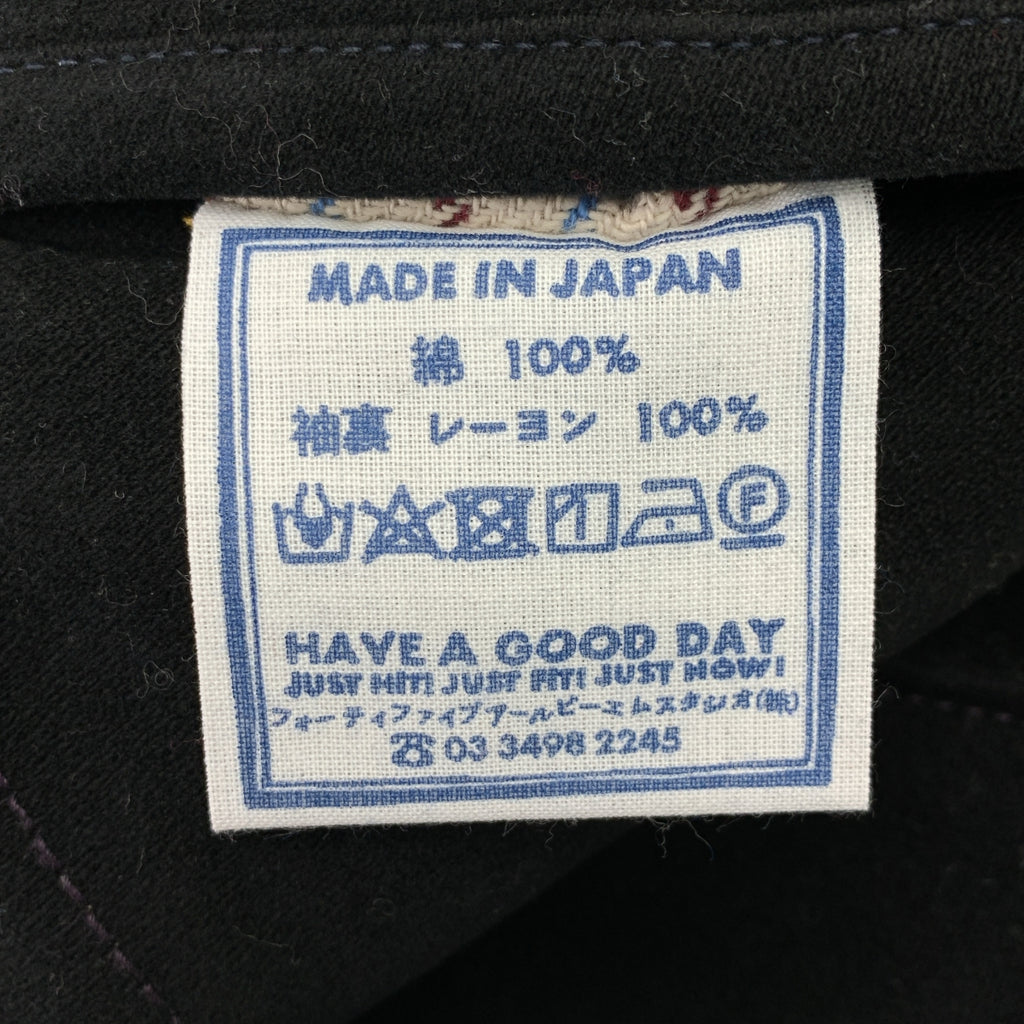 MADE IN JAPAN
綿 100%
袖裏 レーヨン 100%
F
HAVE A GOOD DAY
JUST HIT! JUST FIT! JUST NOW!
フォーティファイブアールピーエムスタジオ(株)
☎ 03 3498 2245